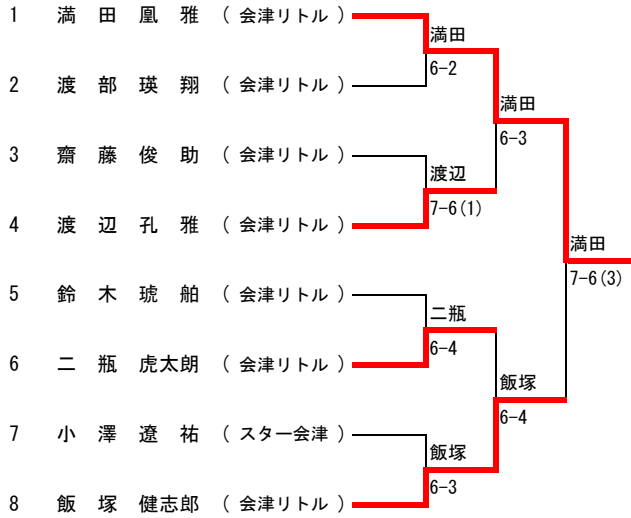 1 満 田 凰 雅 ( 会津リトル )
満田
6-2
2 渡 部 瑛 翔 ( 会津リトル )
満田
6-3
3 齋 藤 俊 助 ( 会津リトル )
渡辺
7-6(1)
4 渡 辺 孔 雅 ( 会津リトル )
満田
7-6(3)
5 鈴 木 琥 舶 ( 会津リトル )
二瓶
6-4
6 二 瓶 虎太朗 ( 会津リトル )
飯塚
6-4
7 小 澤 遼 祐 ( スター会津 )
飯塚
6-3
8 飯 塚 健志郎 ( 会津リトル )